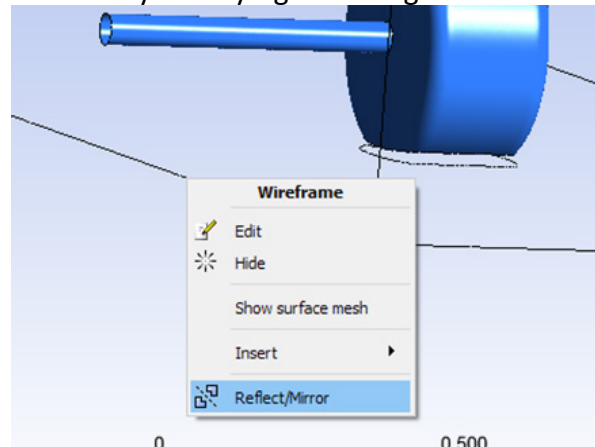 Wireframe
Edit
Hide
Show surface mesh
Insert
Reflect/Mirror
0 0.500